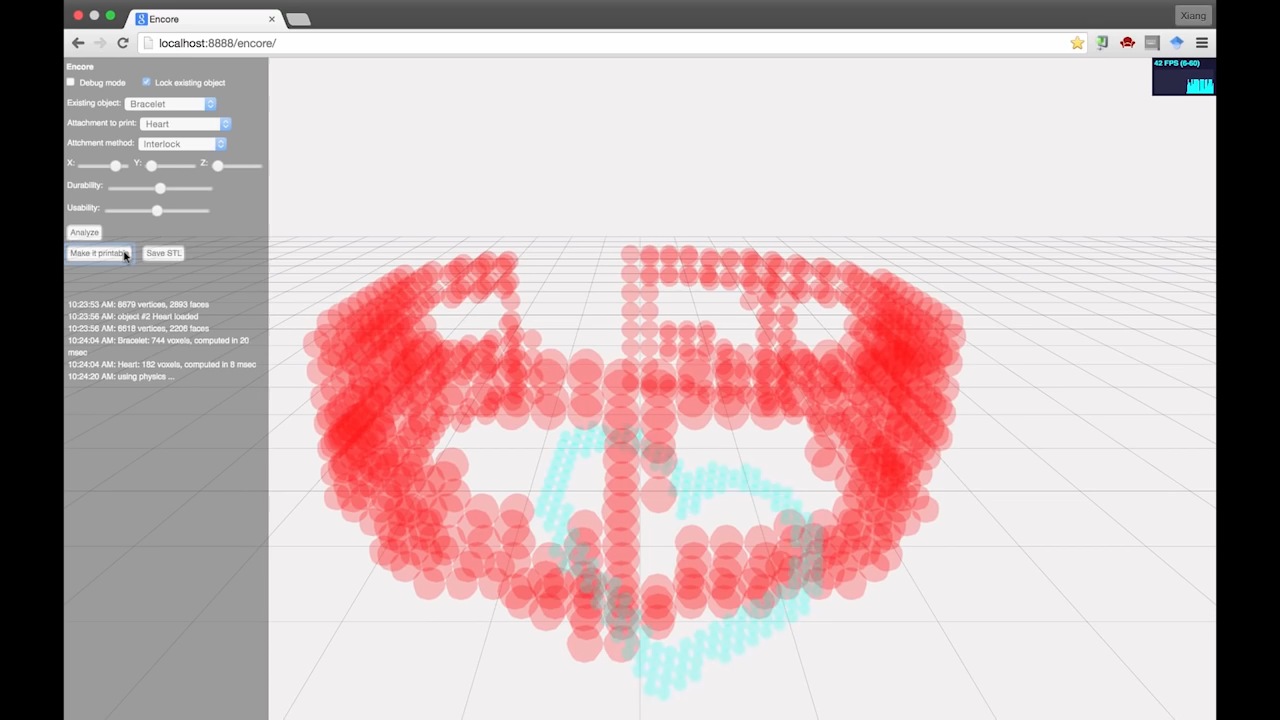 Encore
Xiang
localhost:8888/encore/
42 FPS (6-60)
Encore
Debug mode Lock existing object
Existing object: Bracelet
Attachment to print: Heart
Attchment method: Interlock
X: Y: Z:
Durability:
Usability:
Analyze
Make it printable Save STL
10:23:53 AM: 8679 vertices, 2893 faces
10:23:56 AM: object #2 Heart loaded
10:23:56 AM: 6618 vertices, 2206 faces
10:24:04 AM: Bracelet: 744 voxels, computed in 20
msec
10:24:04 AM: Heart: 182 voxels, computed in 8 msec
10:24:20 AM: using physics ...